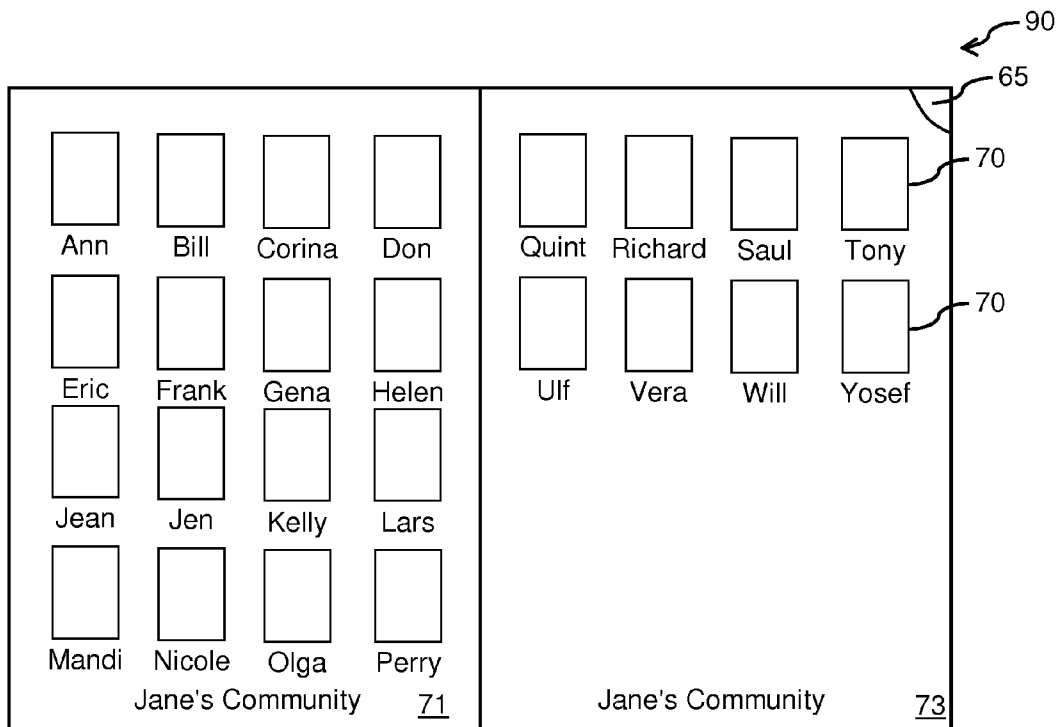 90
65
70
Ann Bill Corina Don
Quint Richard Saul Tony
70
Eric Frank Gena Helen
Ulf Vera Will Yosef
Jean Jen Kelly Lars
Mandi Nicole Olga Perry
Jane's Community 71
Jane's Community 73